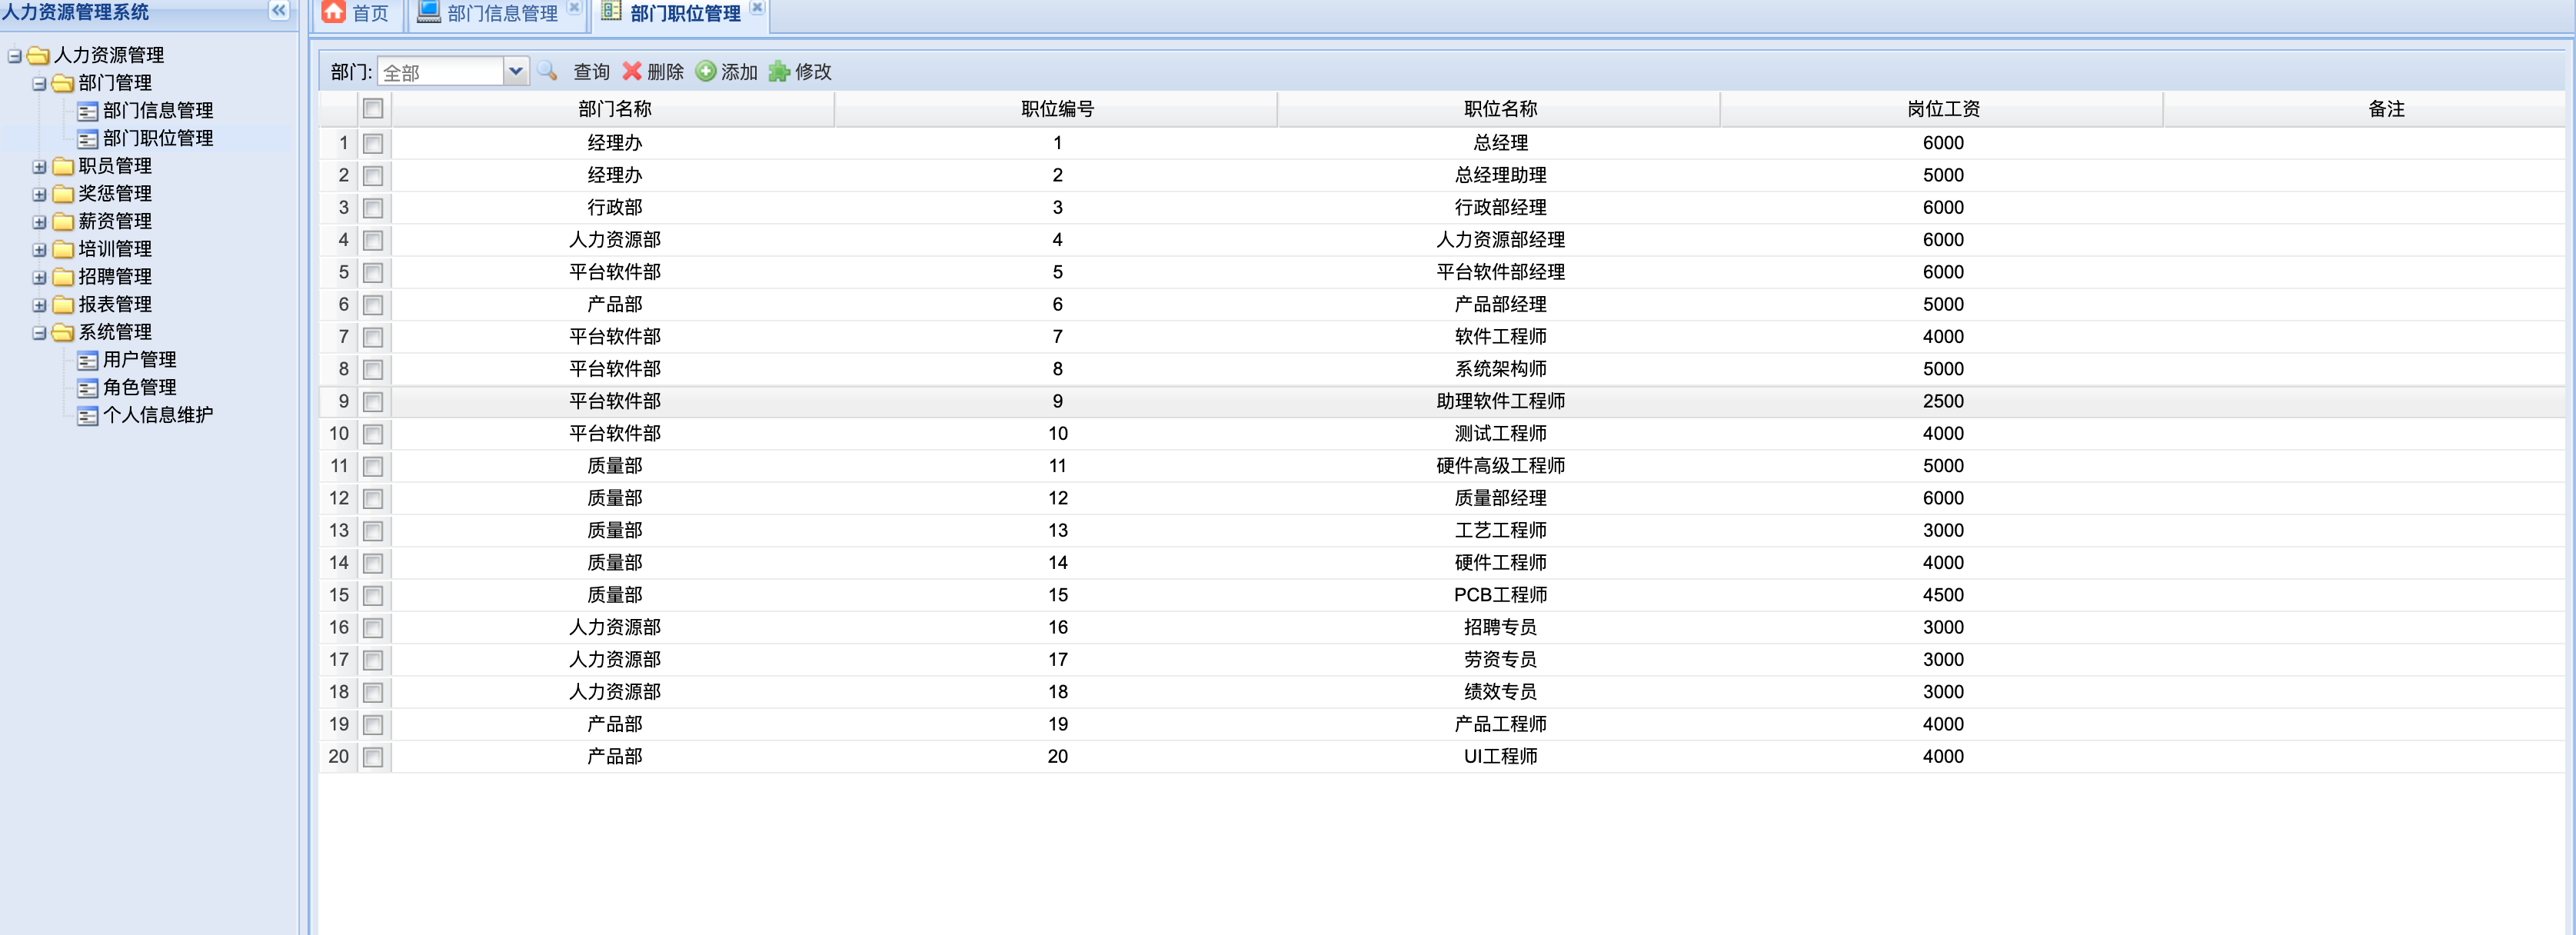 人力资源管理系统
人力资源管理
部门管理
部门信息管理
部门职位管理
职员管理
奖惩管理
薪资管理
培训管理
招聘管理
报表管理
系统管理
用户管理
角色管理
个人信息维护
首页 部门信息管理 部门职位管理
部门: 全部 查询 删除 添加 修改
部门名称 职位编号 职位名称 岗位工资 备注
1 经理办 1 总经理 6000
2 经理办 2 总经理助理 5000
3 行政部 3 行政部经理 6000
4 人力资源部 4 人力资源部经理 6000
5 平台软件部 5 平台软件部经理 6000
6 产品部 6 产品部经理 5000
7 平台软件部 7 软件工程师 4000
8 平台软件部 8 系统架构师 5000
9 平台软件部 9 助理软件工程师 2500
10 平台软件部 10 测试工程师 4000
11 质量部 11 硬件高级工程师 5000
12 质量部 12 质量部经理 6000
13 质量部 13 工艺工程师 3000
14 质量部 14 硬件工程师 4000
15 质量部 15 PCB工程师 4500
16 人力资源部 16 招聘专员 3000
17 人力资源部 17 劳资专员 3000
18 人力资源部 18 绩效专员 3000
19 产品部 19 产品工程师 4000
20 产品部 20 UI工程师 4000